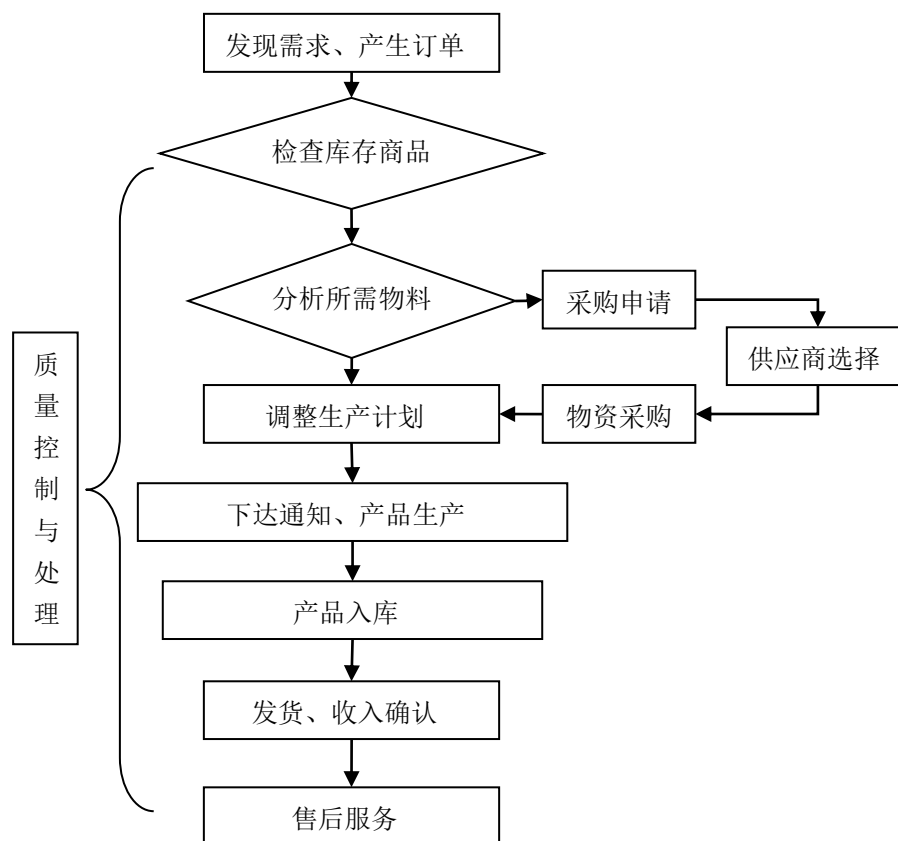 发现需求、产生订单
检查库存商品
分析所需物料
采购申请
供应商选择
调整生产计划
物资采购
下达通知、产品生产
产品入库
发货、收入确认
售后服务
质
量
控
制
与
处
理